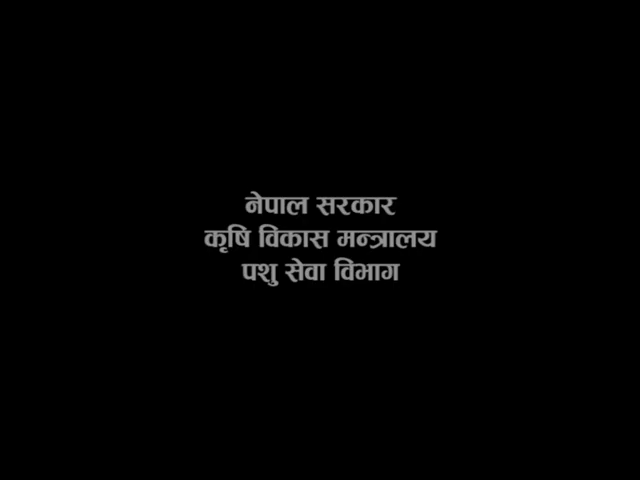 नेपाल सरकार
कृषि विकास मन्त्रालय
पशु सेवा विभाग